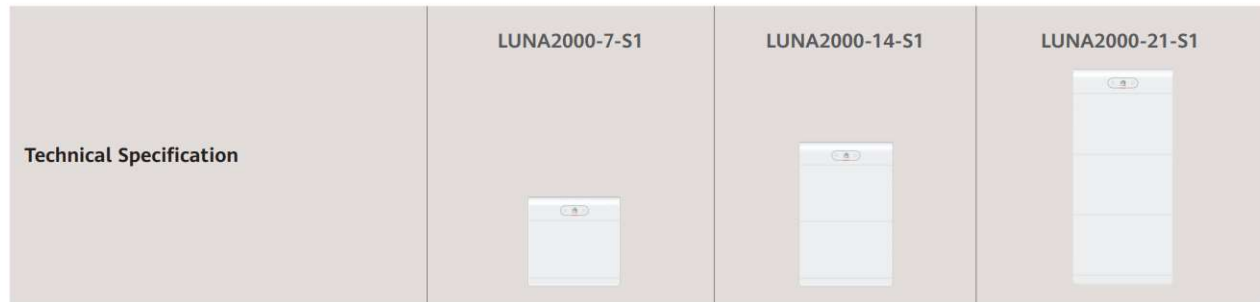 LUNA2000-7-S1
LUNA2000-14-S1
LUNA2000-21-S1
Technical Specification